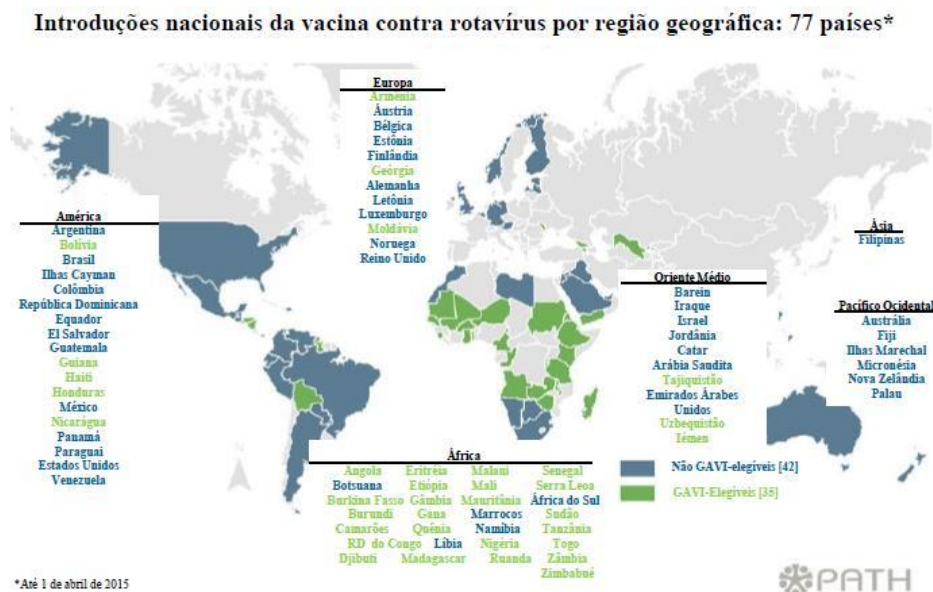 Introduções nacionais da vacina contra rotavírus por região geográfica: 77 países*
Europa
Armênia
Áustria
Bélgica
Estônia
Finlândia
Geórgia
Alemanha
Letônia
Luxemburgo
Moldávia
Noruega
Reino Unido
América
Argentina
Bolívia
Brasil
Ilhas Cayman
Colômbia
República Dominicana
Equador
El Salvador
Guatemala
Guiana
Haiti
Honduras
México
Nicarágua
Panamá
Paraguai
Estados Unidos
Venezuela
Ásia
Filipinas
Oriente Médio
Barein
Iraque
Israel
Jordânia
Catar
Arábia Saudita
Tajiquistão
Emirados Árabes
Unidos
Uzbequistão
Iémen
Pacífico Ocidental
Austrália
Fiji
Ilhas Marechal
Micronésia
Nova Zelândia
Palau
África
Angola Eritréia Malaui Senegal
Botsuana Etiópia Mali Serra Leoa
Burkina Fasso Gâmbia Mauritânia África do Sul
Burundi Gana Marrocos Sudão
Camarões Quênia Namíbia Tanzânia
RD do Congo Líbia Nigéria Togo
Djibuti Madagascar Ruanda Zâmbia
Zimbabué
Não GAVI-elegíveis [42]
GAVI-Elegíveis [35]
*Até 1 de abril de 2015
PATH